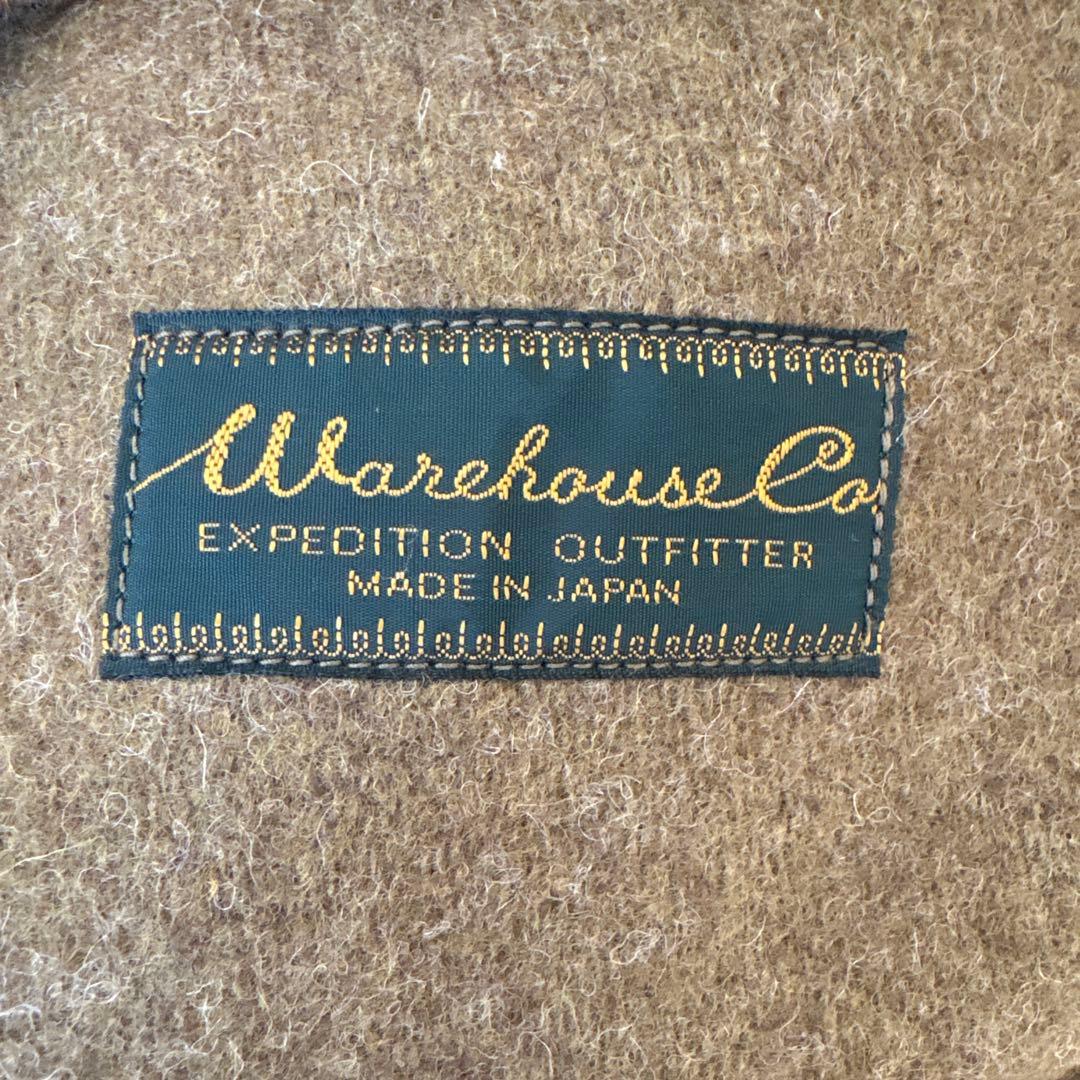 Warehouse Co
EXPEDITION OUTFITTER
MADE IN JAPAN